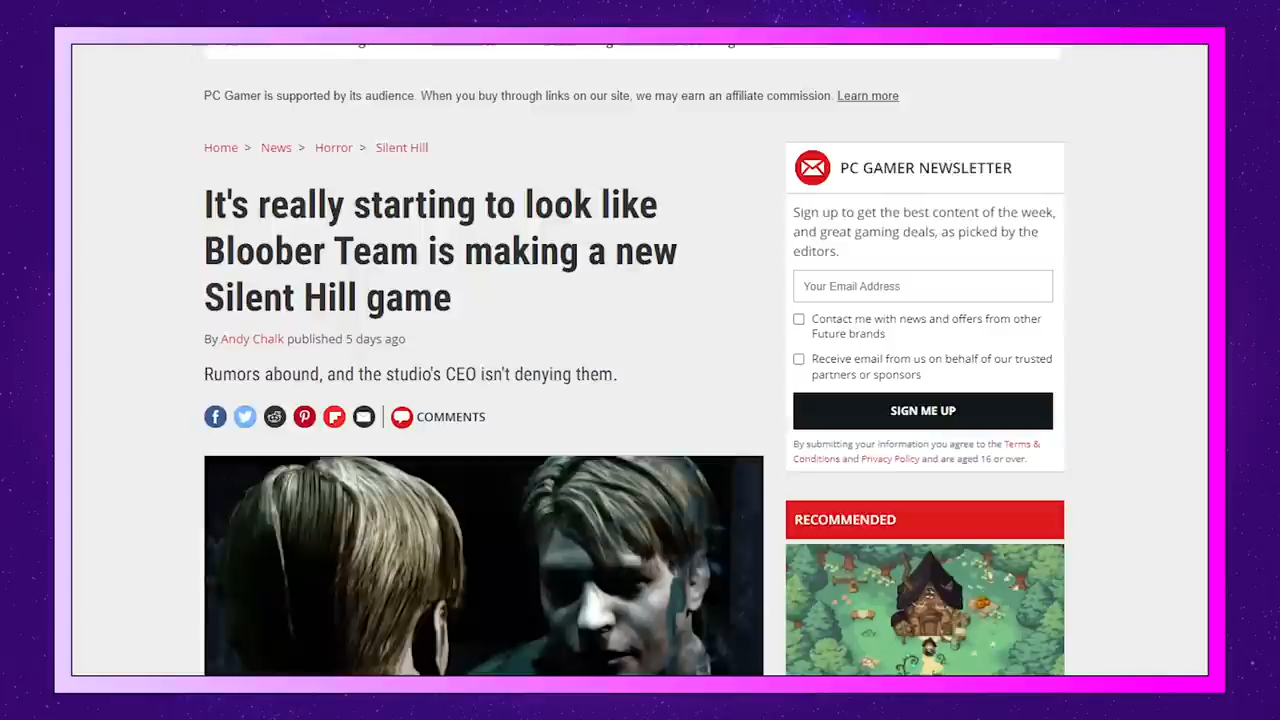 PC Gamer is supported by its audience. When you buy through links on our site, we may earn an affiliate commission. Learn more
Home > News > Horror > Silent Hill
It's really starting to look like
Bloober Team is making a new
Silent Hill game
By Andy Chalk published 5 days ago
Rumors abound, and the studio's CEO isn't denying them.
COMMENTS
PC GAMER NEWSLETTER
Sign up to get the best content of the week,
and great gaming deals, as picked by the
editors.
Your Email Address
Contact me with news and offers from other
Future brands
Receive email from us on behalf of our trusted
partners or sponsors
SIGN ME UP
By submitting your information you agree to the Terms &
Conditions and Privacy Policy and are aged 16 or over.
RECOMMENDED